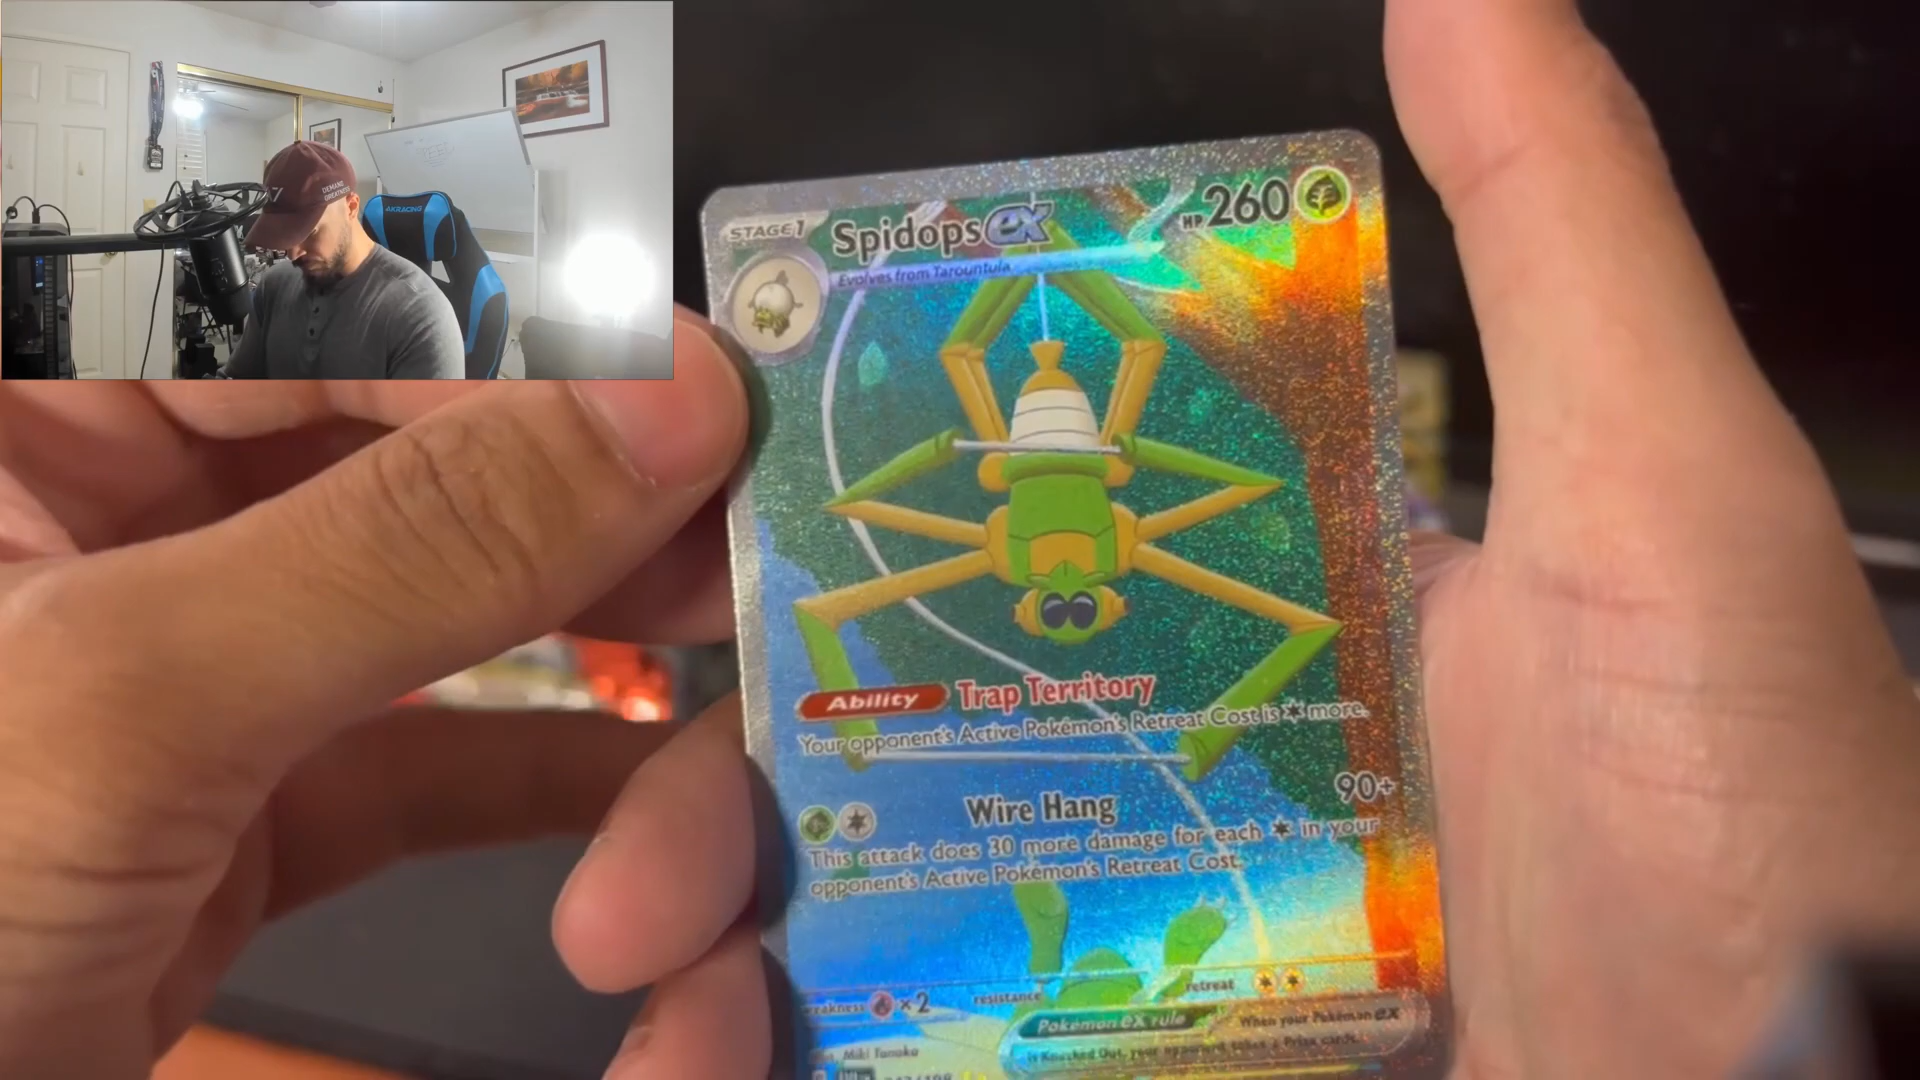 DEMAND
GREATNESS
AKRACING
STAGE 1
Spidops ex
HP 260
Evolves from Tarountula
Ability Trap Territory
Your opponent's Active Pokémon's Retreat Cost is more.
Wire Hang 90+
This attack does 30 more damage for each in your
opponent's Active Pokémon's Retreat Cost.
weakness ×2 resistance retreat
Pokémon ex rule When your Pokémon ex
is Knocked Out, your opponent takes 2 Prize cards.
Miki Tanaka